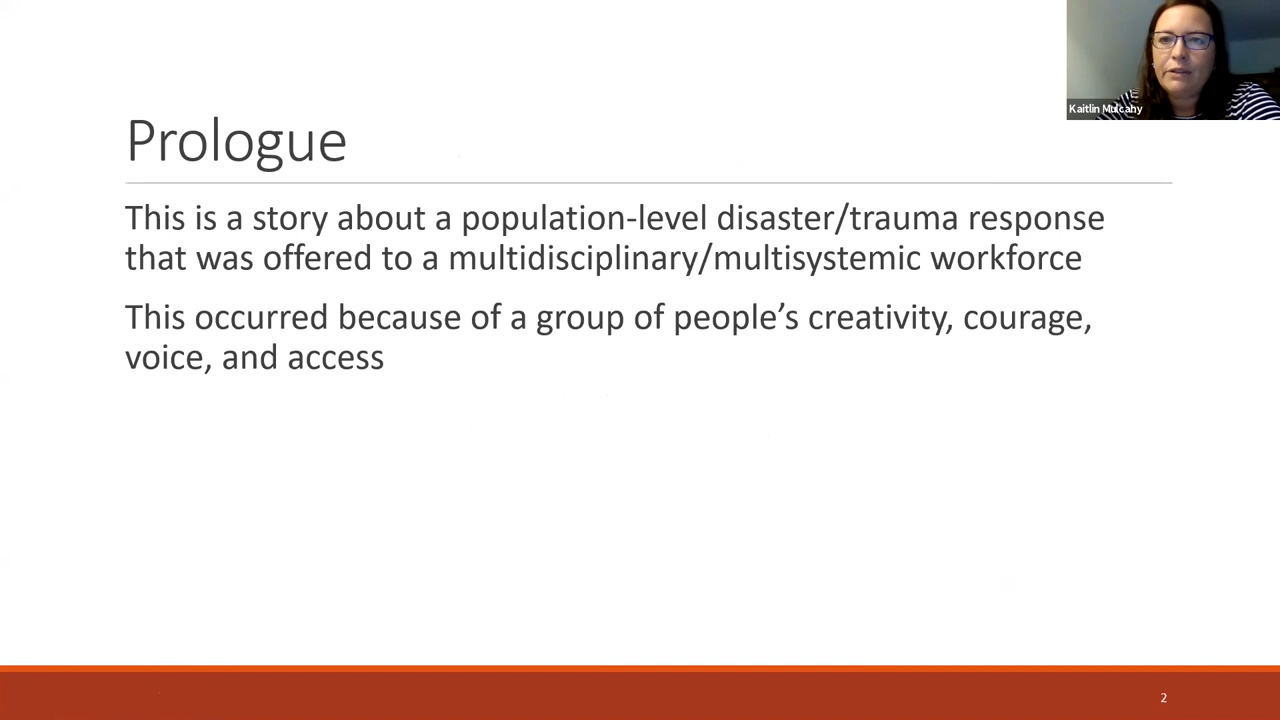 Kaitlin Mulcahy
Prologue
This is a story about a population-level disaster/trauma response
that was offered to a multidisciplinary/multisystemic workforce
This occurred because of a group of people’s creativity, courage,
voice, and access
2